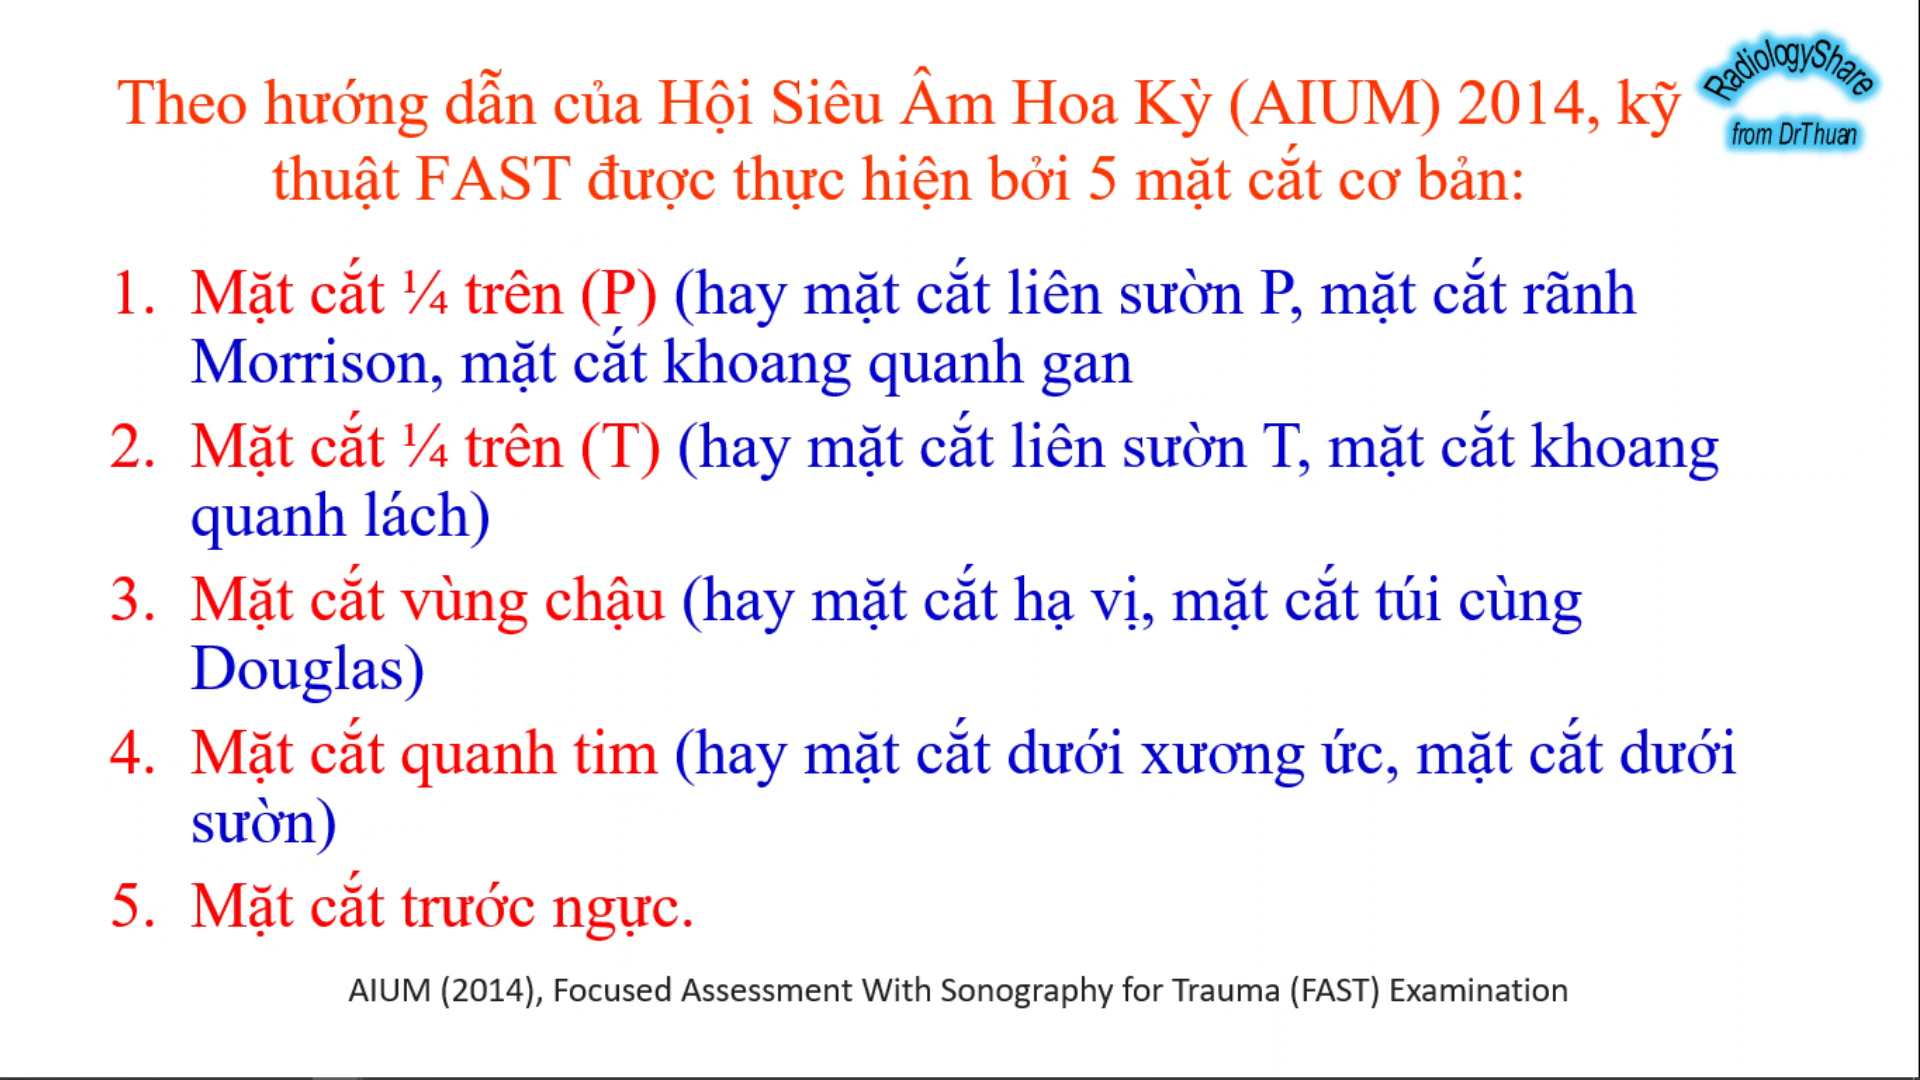 RadiologyShare
from DrThuan
Theo hướng dẫn của Hội Siêu Âm Hoa Kỳ (AIUM) 2014, kỹ
thuật FAST được thực hiện bởi 5 mặt cắt cơ bản:
1. Mặt cắt ¼ trên (P) (hay mặt cắt liên sườn P, mặt cắt rãnh
Morrison, mặt cắt khoang quanh gan
2. Mặt cắt ¼ trên (T) (hay mặt cắt liên sườn T, mặt cắt khoang
quanh lách)
3. Mặt cắt vùng chậu (hay mặt cắt hạ vị, mặt cắt túi cùng
Douglas)
4. Mặt cắt quanh tim (hay mặt cắt dưới xương ức, mặt cắt dưới
sườn)
5. Mặt cắt trước ngực.
AIUM (2014), Focused Assessment With Sonography for Trauma (FAST) Examination